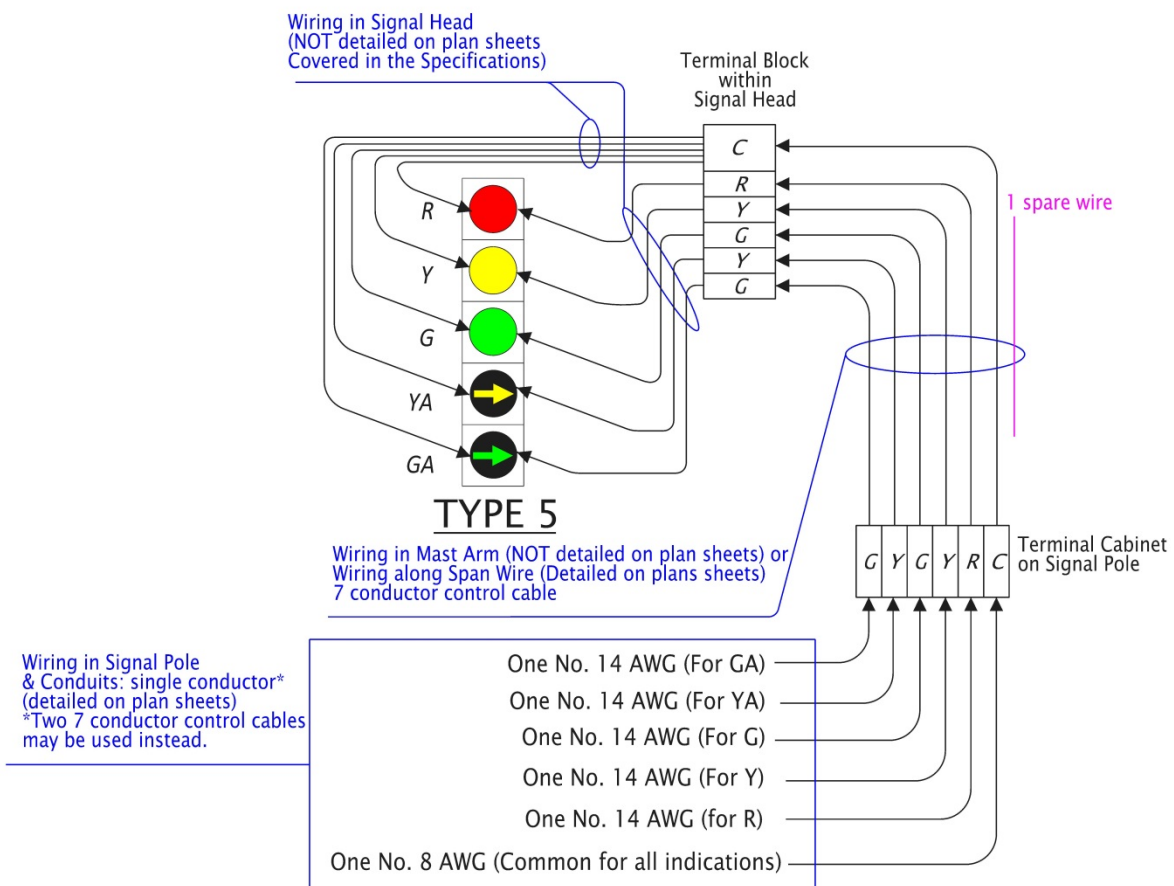 Wiring in Signal Head
(NOT detailed on plan sheets
Covered in the Specifications)
Terminal Block
within
Signal Head
C
R
Y
G
Y
G
1 spare wire
R
Y
G
YA
GA
TYPE 5
Wiring in Mast Arm (NOT detailed on plan sheets) or
Wiring along Span Wire (Detailed on plans sheets)
7 conductor control cable
G Y G Y R C
Terminal Cabinet
on Signal Pole
Wiring in Signal Pole
& Conduits: single conductor*
(detailed on plan sheets)
*Two 7 conductor control cables
may be used instead.
One No. 14 AWG (For GA)
One No. 14 AWG (For YA)
One No. 14 AWG (For G)
One No. 14 AWG (For Y)
One No. 14 AWG (for R)
One No. 8 AWG (Common for all indications)